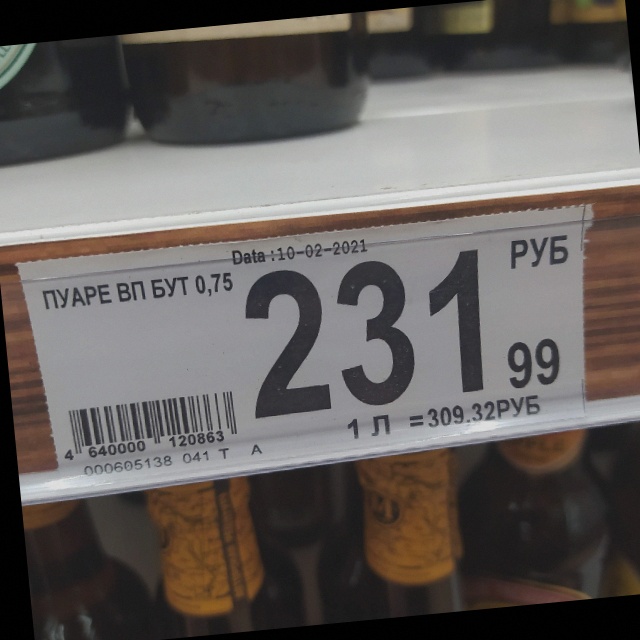 Data :10-02-2021
ПУАРЕ ВП БУТ 0,75
231 99 РУБ
1 Л =309.32РУБ
4 640000 120863
000605138 041 Т А